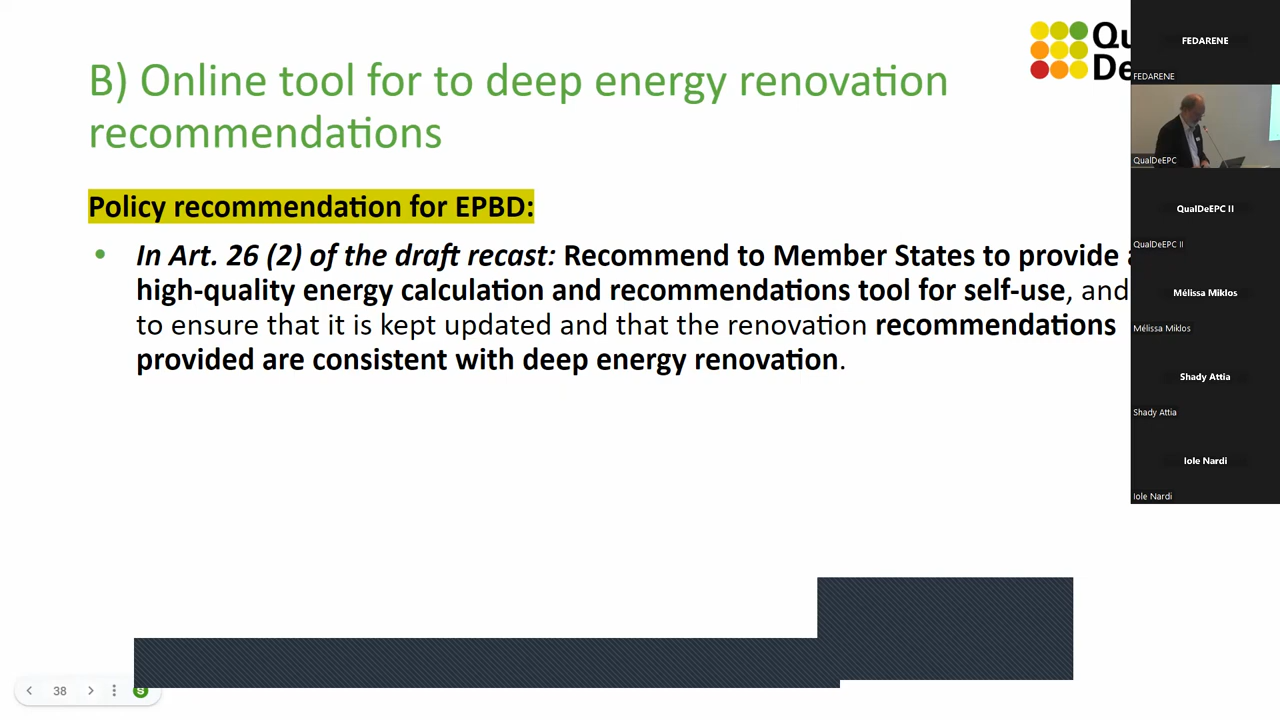 B) Online tool for to deep energy renovation
recommendations
Policy recommendation for EPBD:
• In Art. 26 (2) of the draft recast: Recommend to Member States to provide
high-quality energy calculation and recommendations tool for self-use, and
to ensure that it is kept updated and that the renovation recommendations
provided are consistent with deep energy renovation.
38
S
FEDARENE
FEDARENE
QualDeEPC
QualDeEPC II
QualDeEPC II
Mélissa Miklos
Mélissa Miklos
Shady Attia
Shady Attia
Iole Nardi
Iole Nardi